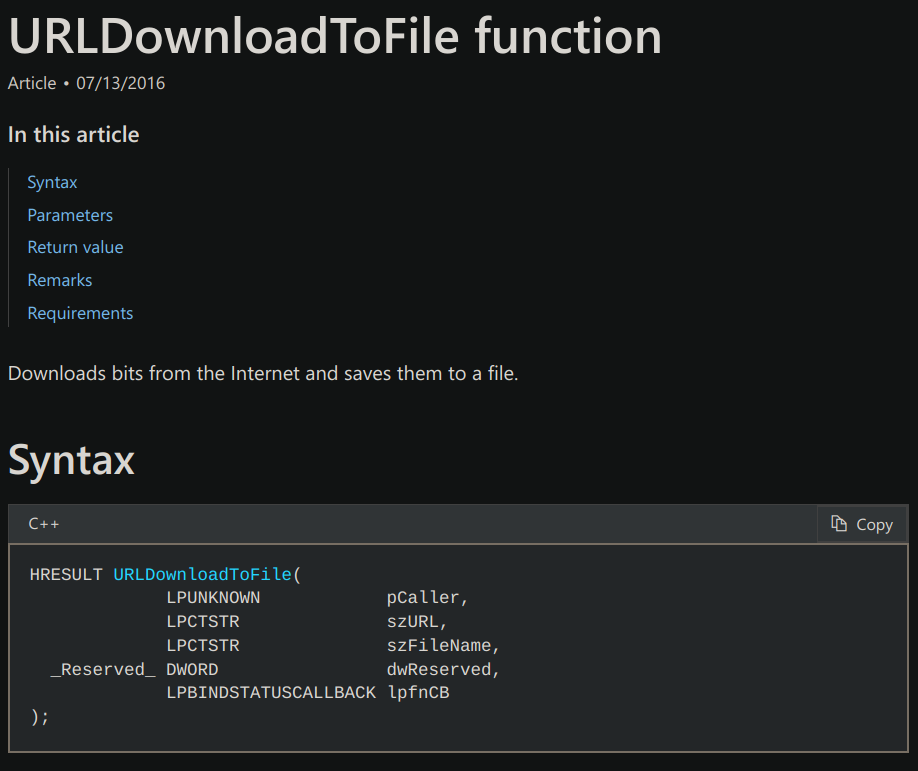 URLDownloadToFile function
Article • 07/13/2016
In this article
Syntax
Parameters
Return value
Remarks
Requirements
Downloads bits from the Internet and saves them to a file.
Syntax
C++ Copy
HRESULT URLDownloadToFile(
LPUNKNOWN pCaller,
LPCTSTR szURL,
LPCTSTR szFileName,
_Reserved_ DWORD dwReserved,
LPBINDSTATUSCALLBACK lpfnCB
);